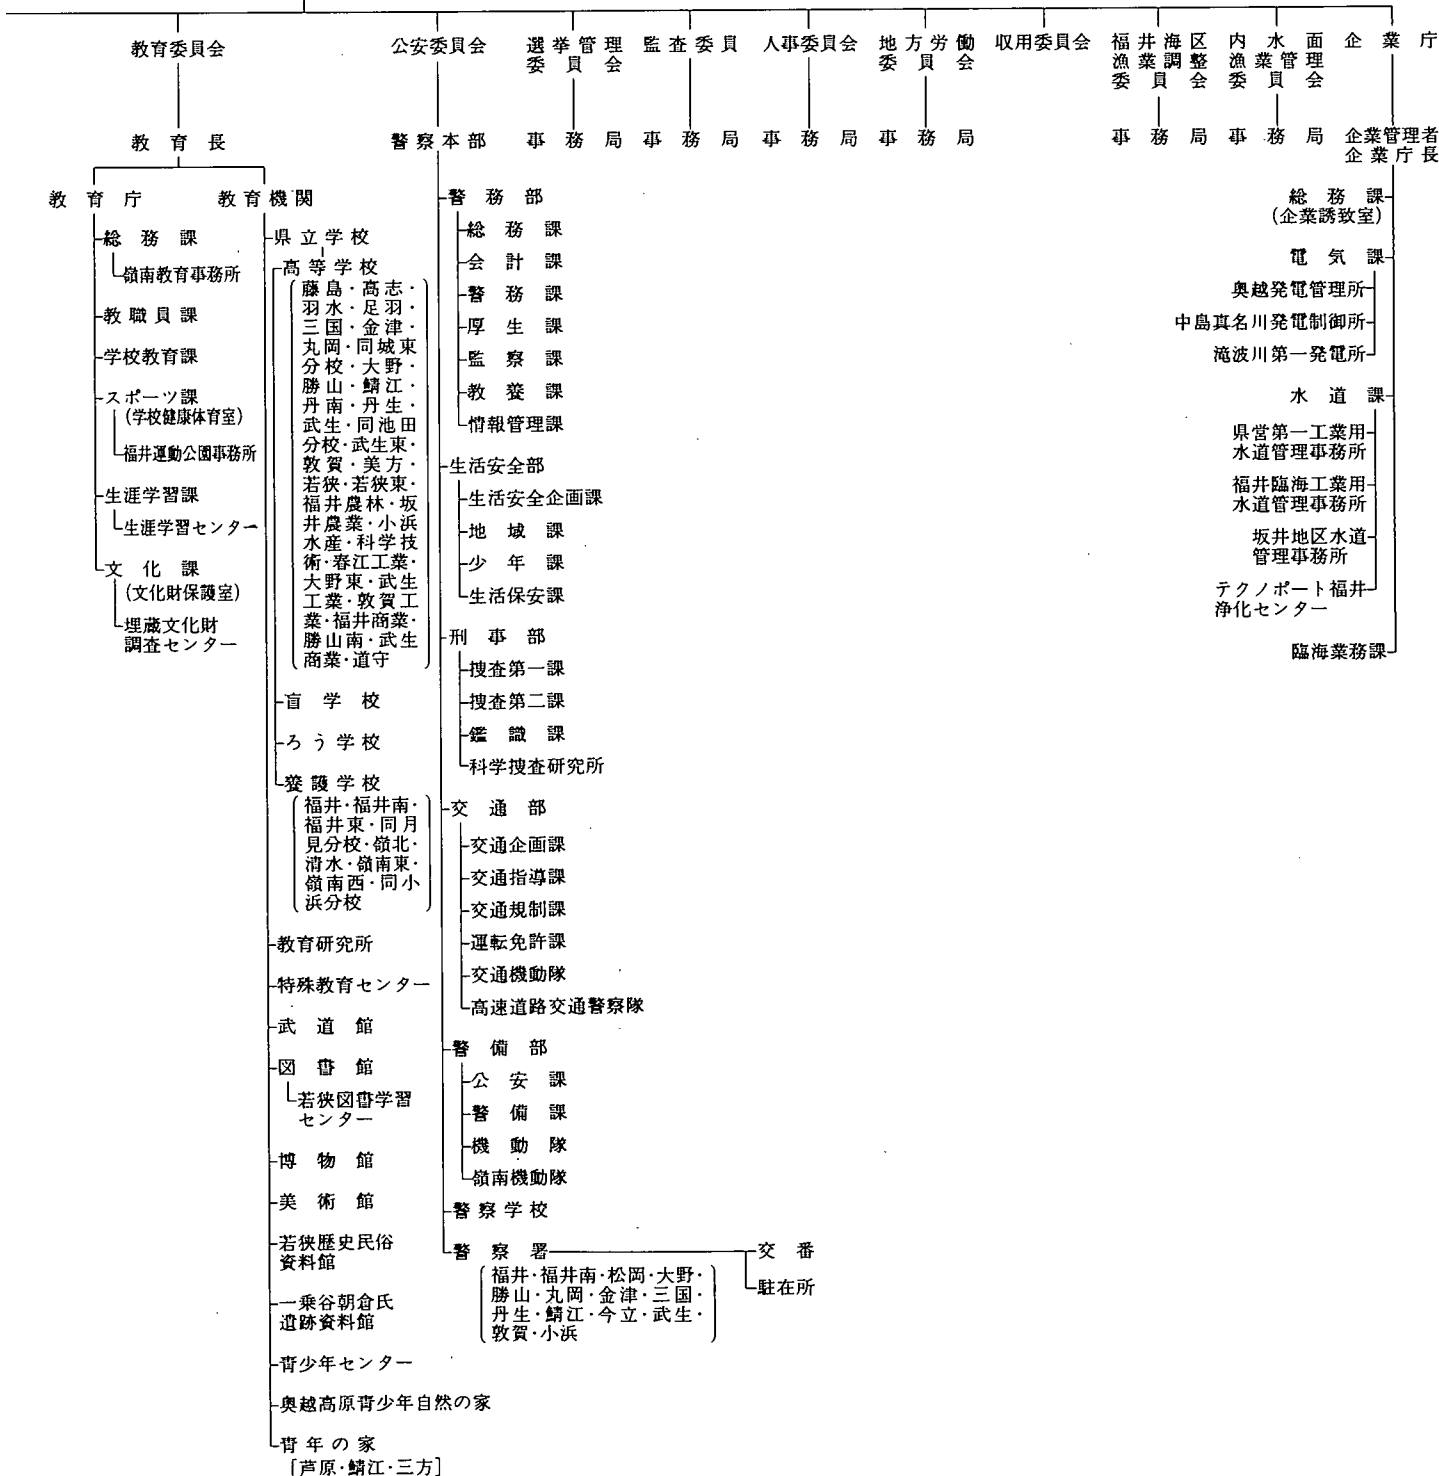 教育委員会
教育長
教育庁
総務課
嶺南教育事務所
教職員課
学校教育課
スポーツ課
(学校健康体育室)
福井運動公園事務所
生涯学習課
生涯学習センター
文化課
(文化財保護室)
埋蔵文化財
調査センター
教育機関
県立学校
高等学校
藤島・高志・
羽水・足羽・
三国・金津・
丸岡・同城東
分校・大野・
勝山・鯖江・
丹南・丹生・
武生・同池田
分校・武生東・
敦賀・美方・
若狭・若狭東・
福井農林・坂
井農業・小浜
水産・科学技
術・春江工業・
大野東・武生
工業・敦賀工
業・福井商業・
勝山南・武生
商業・道守
盲学校
ろう学校
養護学校
福井・福井南・
福井東・同月
見分校・嶺北・
清水・嶺南東・
嶺南西・同小
浜分校
教育研究所
特殊教育センター
武道館
図書館
若狭図書学習
センター
博物館
美術館
若狭歴史民俗
資料館
一乗谷朝倉氏
遺跡資料館
青少年センター
奥越高原青少年自然の家
青年の家
[芦原・鯖江・三方]
公安委員会
警察本部
警務部
総務課
会計課
警務課
厚生課
監察課
教養課
情報管理課
生活安全部
生活安全企画課
地域課
少年課
生活保安課
刑事部
捜査第一課
捜査第二課
鑑識課
科学捜査研究所
交通部
交通企画課
交通指導課
交通規制課
運転免許課
交通機動隊
高速道路交通警察隊
警備部
公安課
警備課
機動隊
嶺南機動隊
警察学校
警察署
福井・福井南・松岡・大野・
勝山・丸岡・金津・三国・
丹生・鯖江・今立・武生・
敦賀・小浜
交番
駐在所
選挙管理
委員会
事務局
監査委員
事務局
人事委員会
事務局
地方労働
委員会
事務局
収用委員会
福井海区
漁業調整
委員会
事務局
内水面
漁業管理
委員会
事務局
企業庁
企業管理者
企業庁長
総務課
(企業誘致室)
電気課
奥越発電管理所
中島真名川発電制御所
滝波川第一発電所
水道課
県営第一工業用
水道管理事務所
福井臨海工業用
水道管理事務所
坂井地区水道
管理事務所
テクノポート福井
浄化センター
臨海業務課